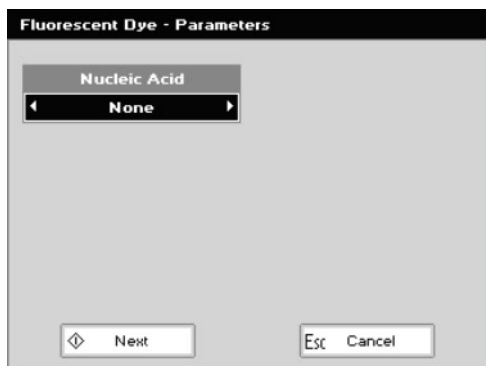 Fluorescent Dye - Parameters
Nucleic Acid
None
Next
Esc Cancel